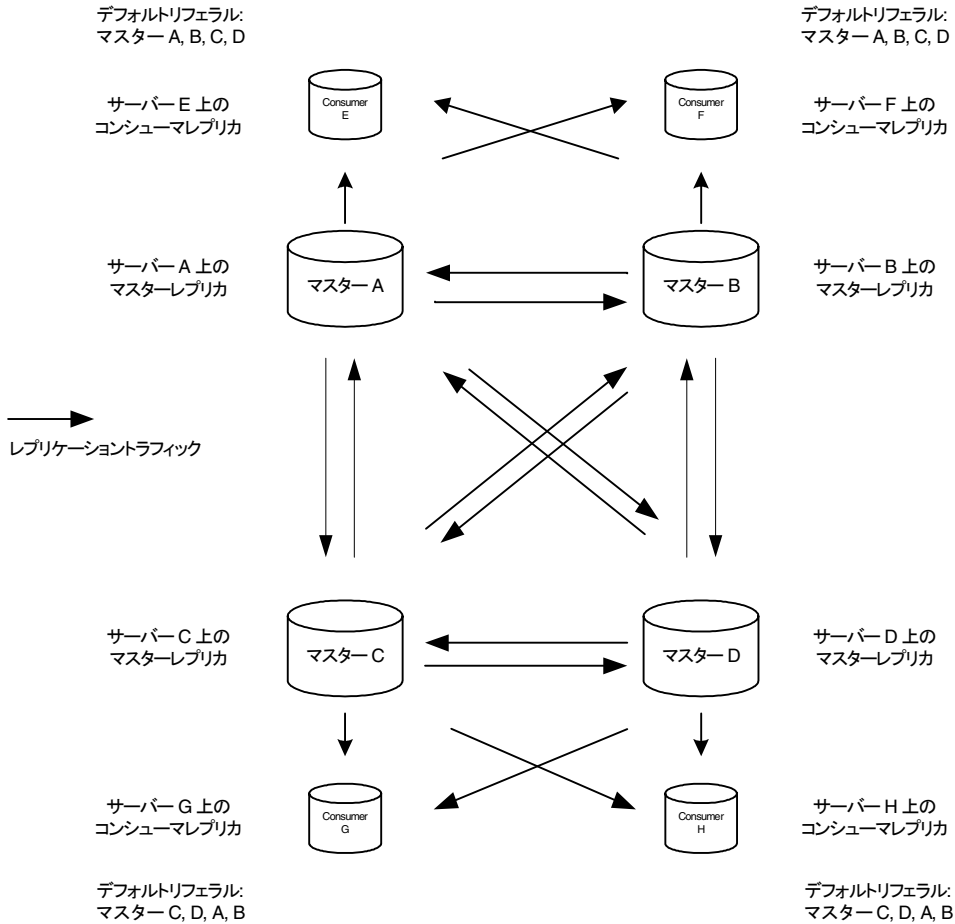 デフォルトリフェラル:
マスター A, B, C, D
デフォルトリフェラル:
マスター A, B, C, D
サーバー E 上の
コンシューマレプリカ
Consumer
E
Consumer
F
サーバー F 上の
コンシューマレプリカ
サーバー A 上の
マスターレプリカ
マスター A
マスター B
サーバー B 上の
マスターレプリカ
レプリケーショントラフィック
サーバー C 上の
マスターレプリカ
マスター C
マスター D
サーバー D 上の
マスターレプリカ
サーバー G 上の
コンシューマレプリカ
Consumer
G
Consumer
H
サーバー H 上の
コンシューマレプリカ
デフォルトリフェラル:
マスター C, D, A, B
デフォルトリフェラル:
マスター C, D, A, B